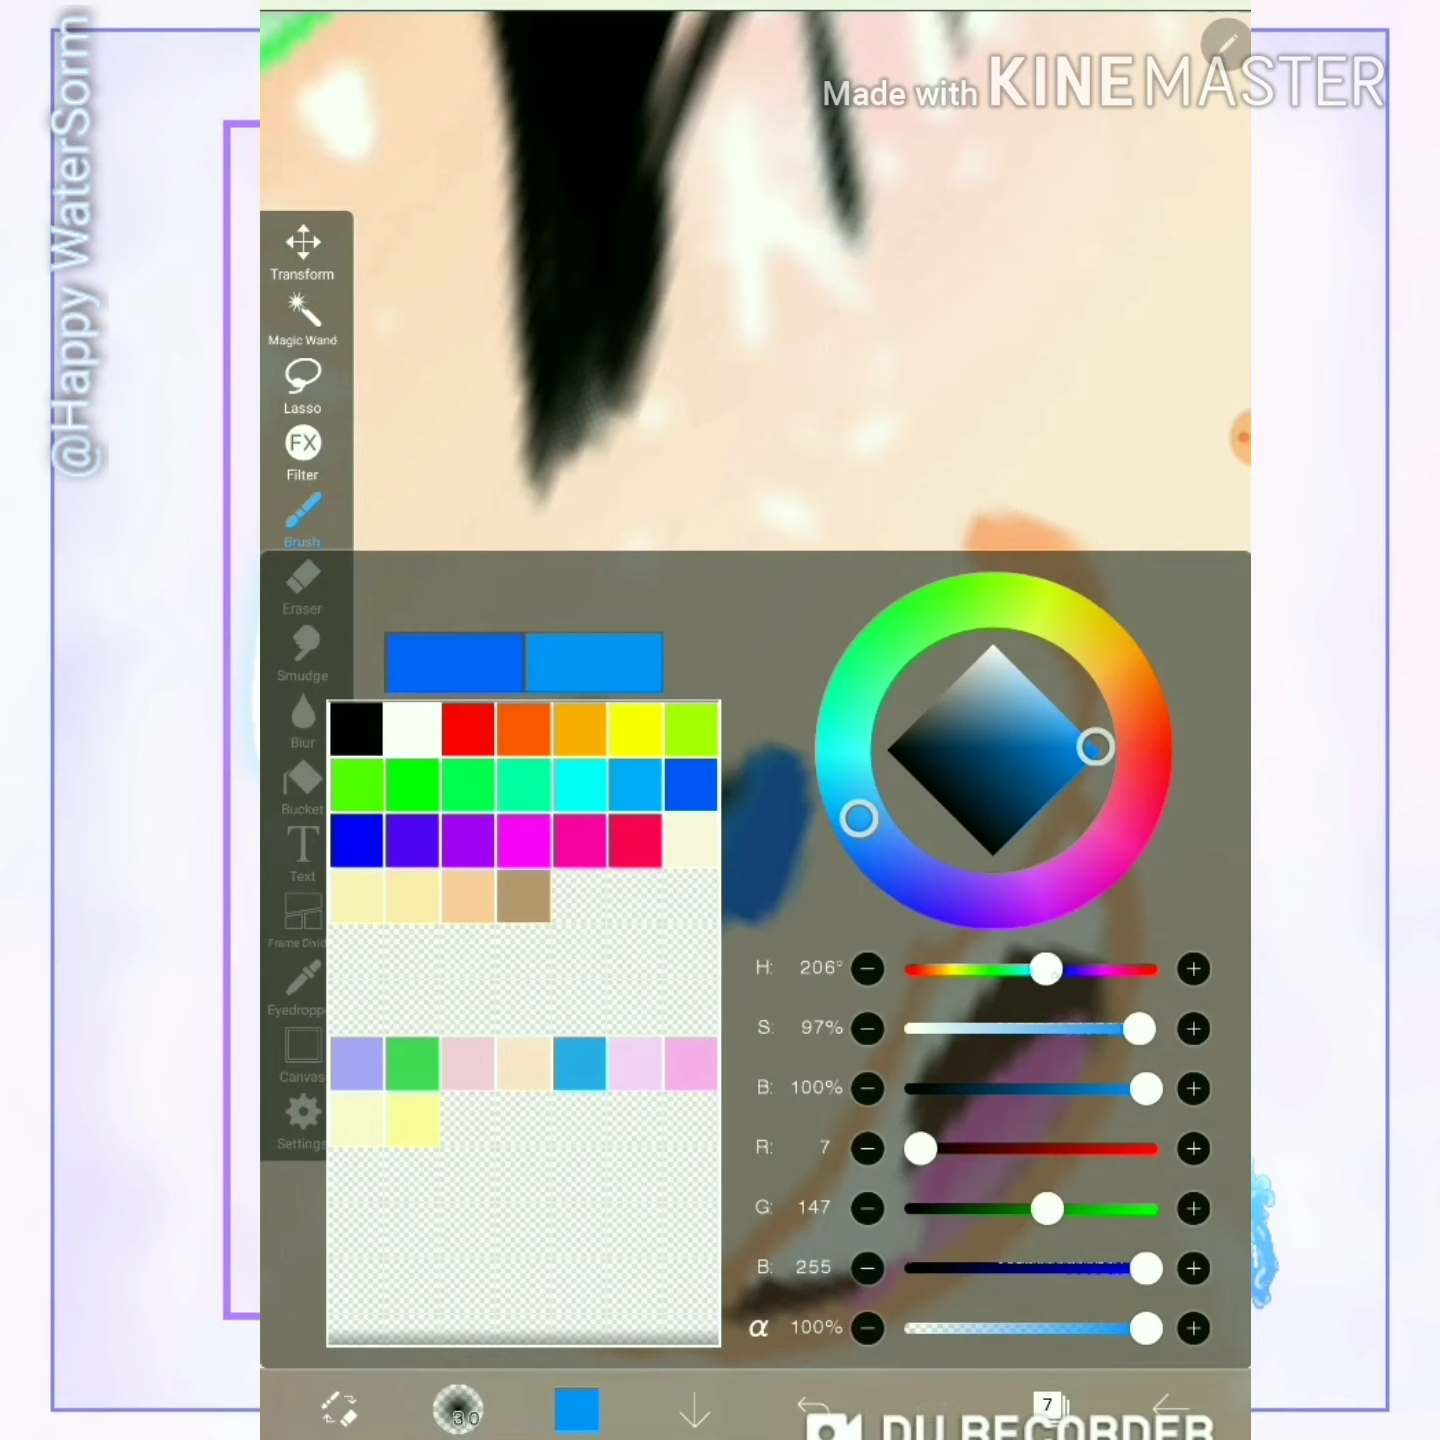 @Happy WaterSorm
Made with KINEMASTER
Transform
Magic Wand
Lasso
FX
Filter
Brush
Eraser
Smudge
Blur
Bucket
T
Text
Frame Divid
Eyedropp
Canvas
Settings
H: 206°
S: 97%
B: 100%
R: 7
G: 147
B: 255
α 100%
30
7
DU RECORDER